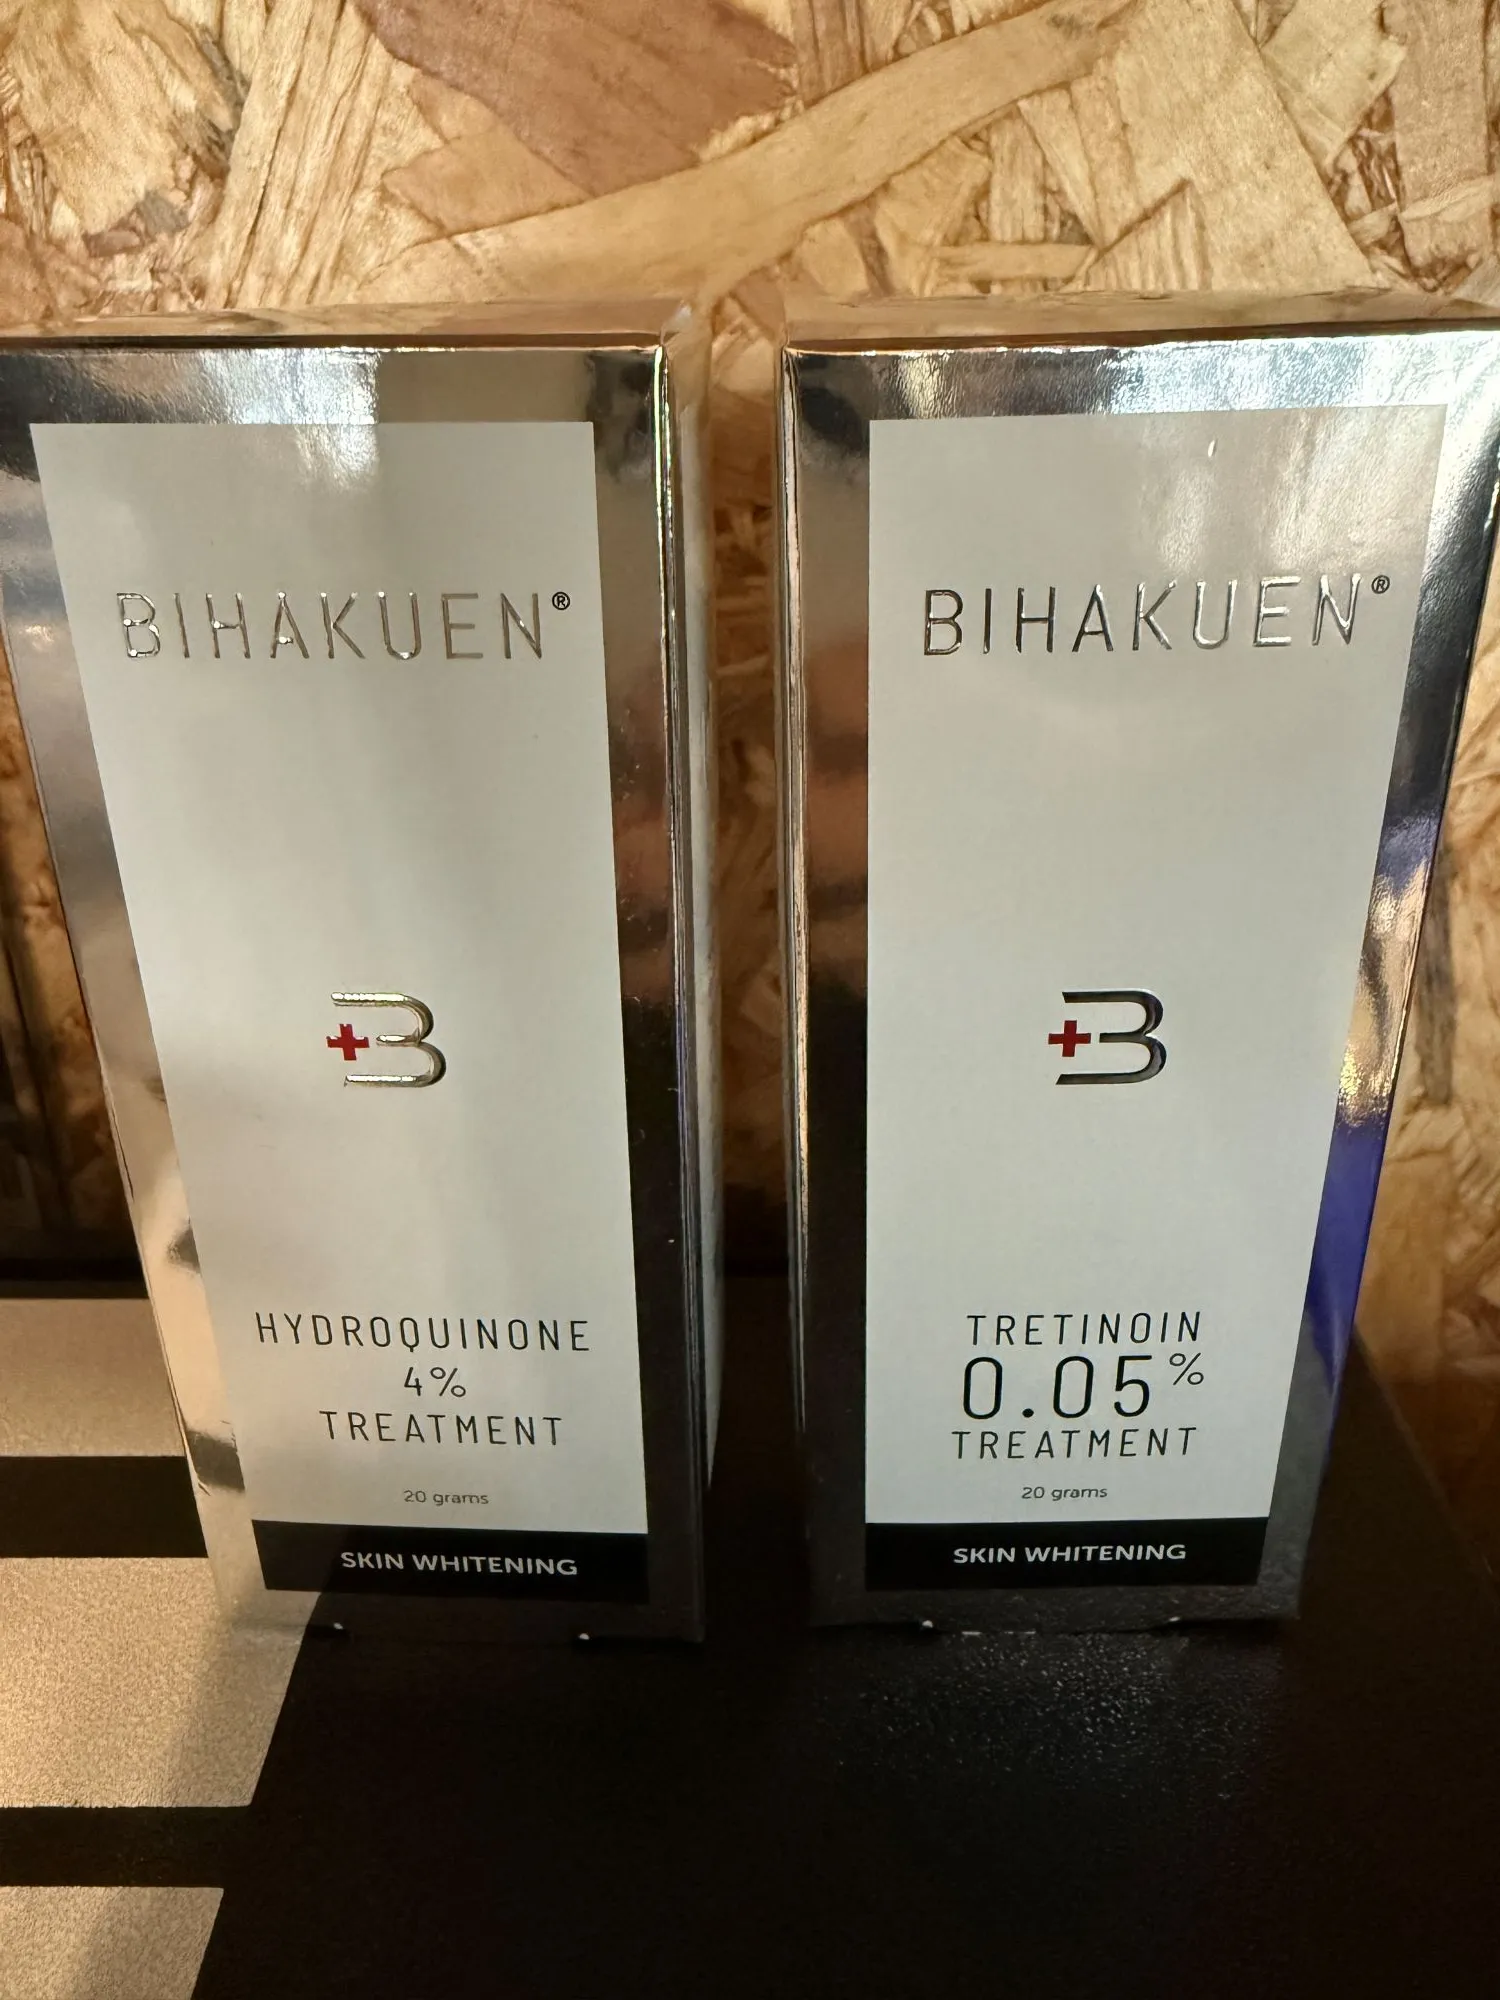 BIHAKUEN®
B
HYDROQUINONE
4%
TREATMENT
20 grams
SKIN WHITENING
BIHAKUEN®
B
TRETINOIN
0.05%
TREATMENT
20 grams
SKIN WHITENING